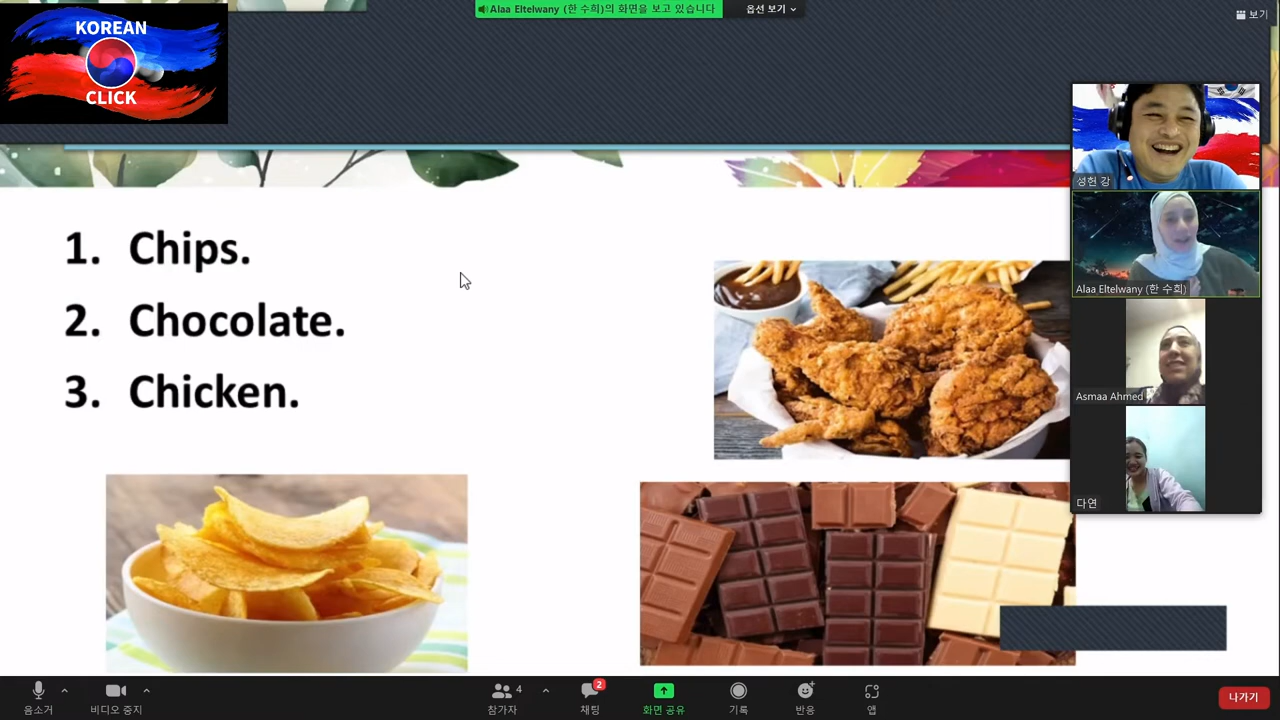 KOREAN
CLICK
Alaa Eltelwany (한 수희)의 화면을 보고 있습니다
옵션 보기
보기
1. Chips.
2. Chocolate.
3. Chicken.
성헌 강
Alaa Eltelwany (한 수희)
Asmaa Ahmed
다연
음소거
비디오 중지
4
참가자
2
채팅
화면 공유
기록
반응
앱
나가기